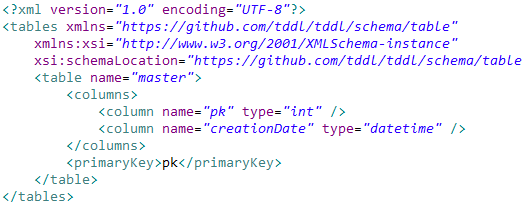 <?xml version="1.0" encoding="UTF-8"?>
<tables xmlns="https://github.com/tddl/tddl/schema/table"
xmlns:xsi="http://www.w3.org/2001/XMLSchema-instance"
xsi:schemaLocation="https://github.com/tddl/tddl/schema/table
<table name="master">
<columns>
<column name="pk" type="int" />
<column name="creationDate" type="datetime" />
</columns>
<primaryKey>pk</primaryKey>
</table>
</tables>